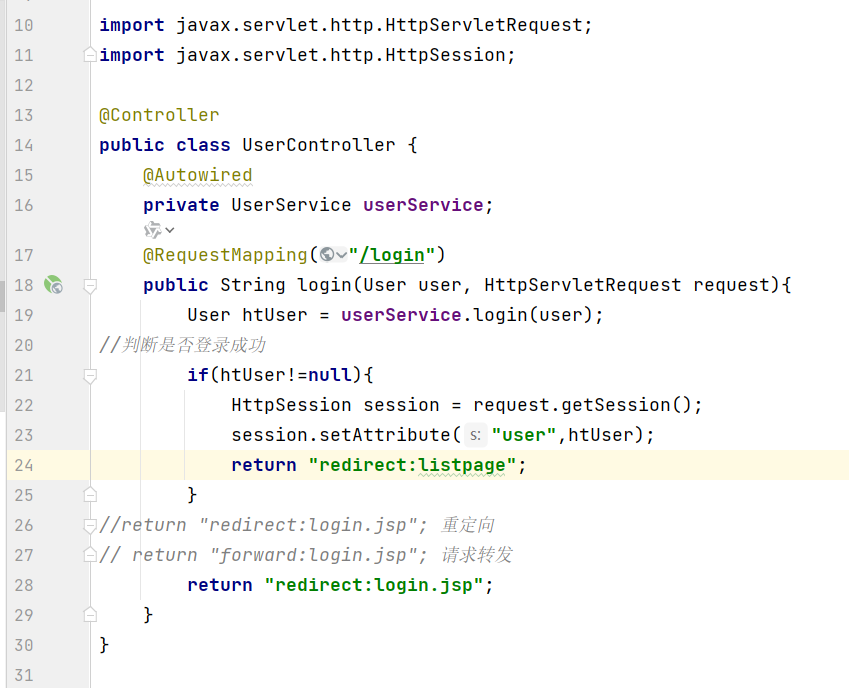 10 import javax.servlet.http.HttpServletRequest;
11 import javax.servlet.http.HttpSession;
12
13 @Controller
14 public class UserController {
15 @Autowired
16 private UserService userService;
17 @RequestMapping("/login")
18 public String login(User user, HttpServletRequest request){
19 User htUser = userService.login(user);
20 //判断是否登录成功
21 if(htUser!=null){
22 HttpSession session = request.getSession();
23 session.setAttribute( s: "user",htUser);
24 return "redirect:listpage";
25 }
26 //return "redirect:login.jsp"; 重定向
27 // return "forward:login.jsp"; 请求转发
28 return "redirect:login.jsp";
29 }
30 }
31